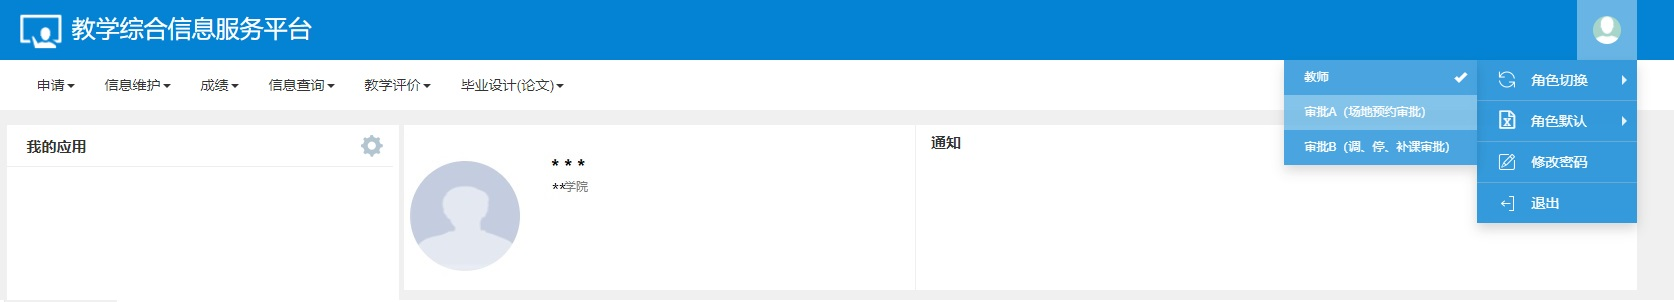 教学综合信息服务平台
申请 信息维护 成绩 信息查询 教学评价 毕业设计(论文)
教师
审批A（场地预约审批）
审批B（调、停、补课审批）
角色切换
角色默认
修改密码
退出
我的应用
***
**学院
通知